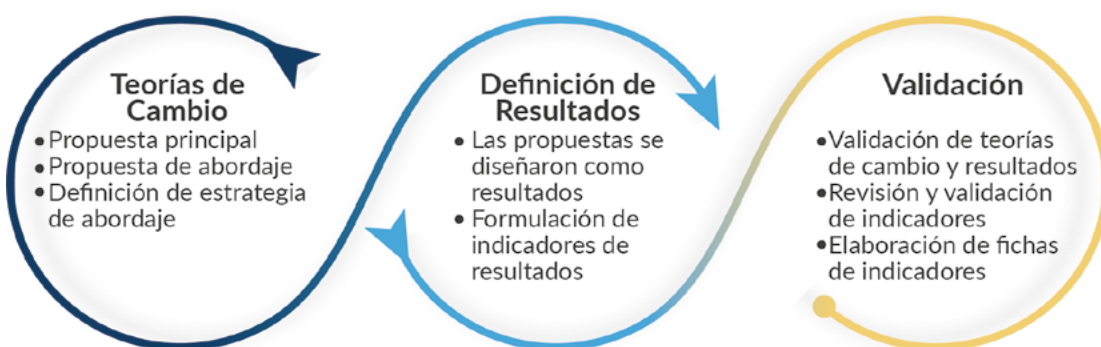 Teorías de
Cambio
• Propuesta principal
• Propuesta de abordaje
• Definición de estrategia
de abordaje
Definición de
Resultados
• Las propuestas se
diseñaron como
resultados
• Formulación de
indicadores de
resultados
Validación
• Validación de teorías
de cambio y resultados
• Revisión y validación
de indicadores
• Elaboración de fichas
de indicadores